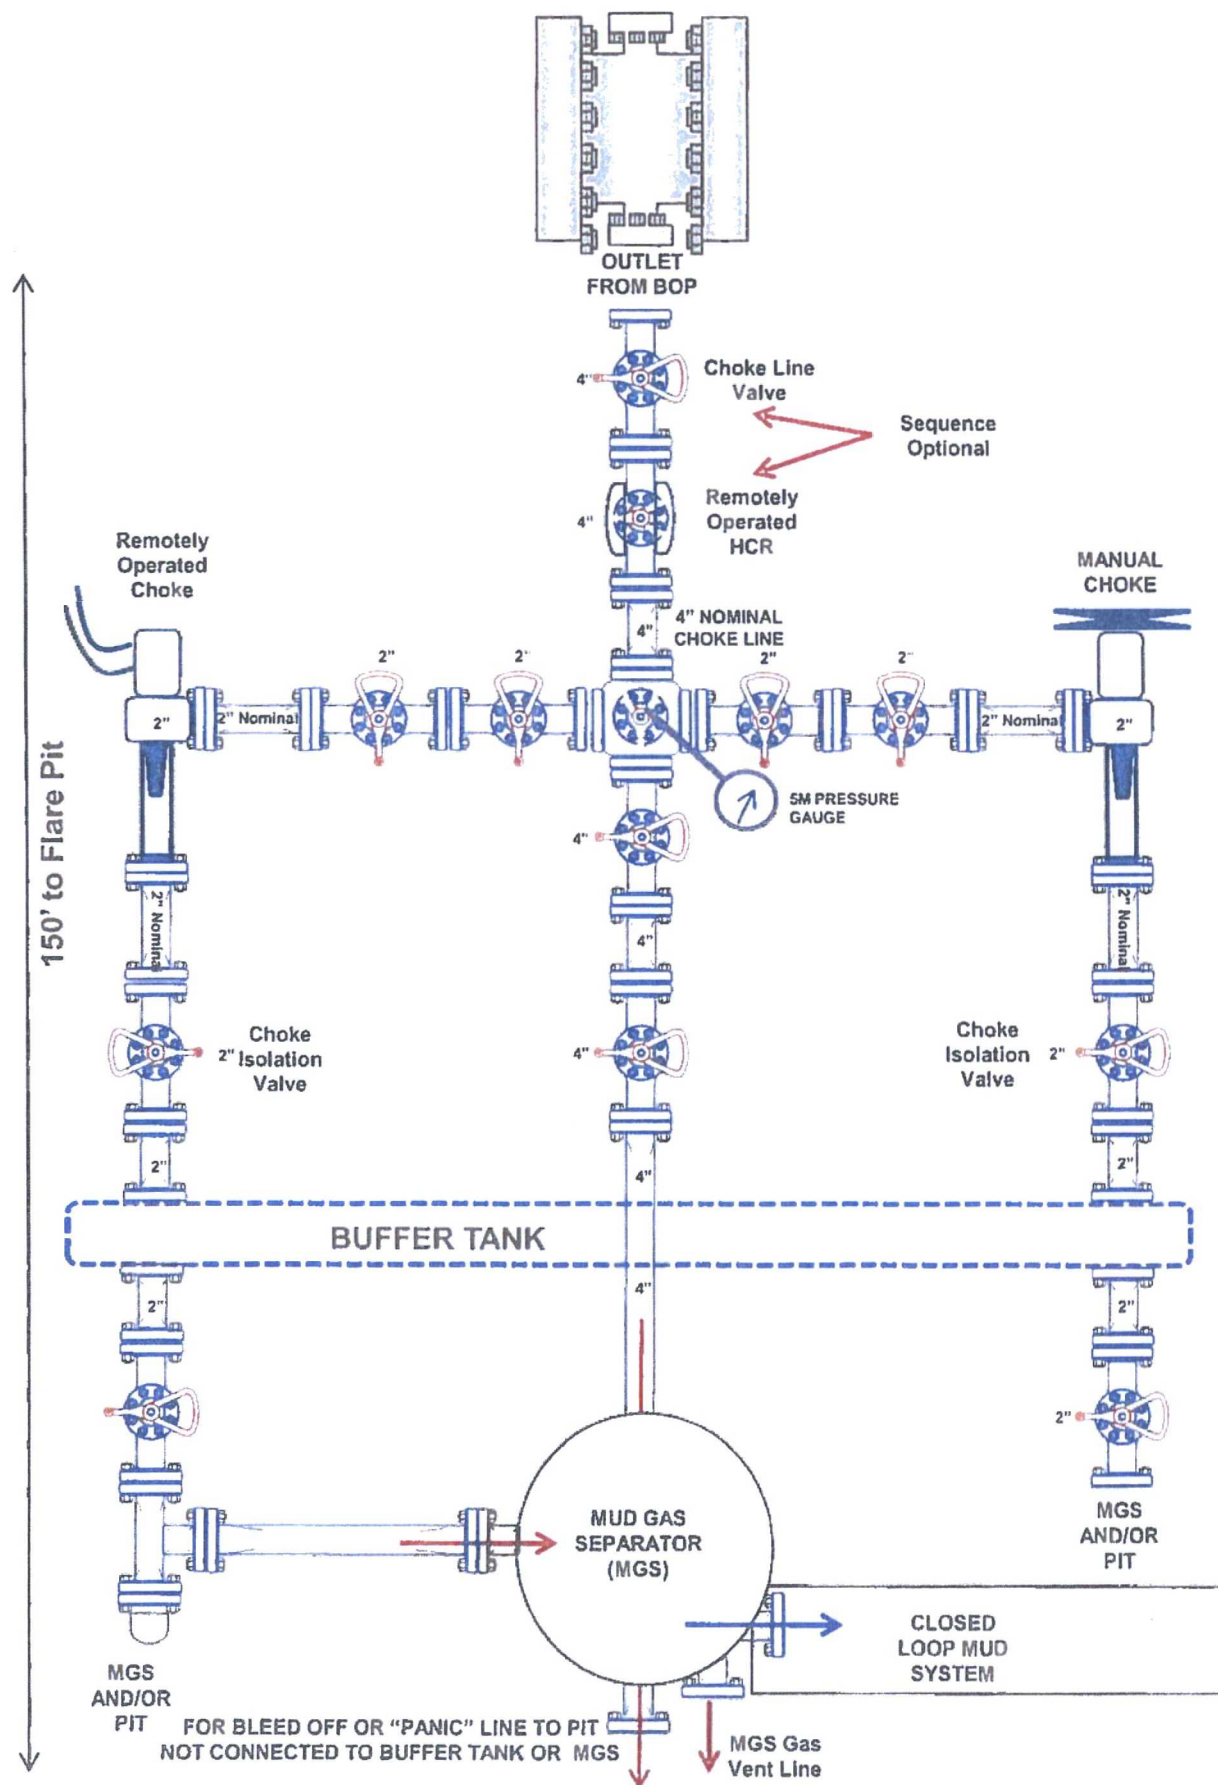 OUTLET
FROM BOP
4"
Choke Line
Valve
Sequence
Optional
4"
Remotely
Operated
HCR
Remotely
Operated
Choke
MANUAL
CHOKE
4"
4" NOMINAL
CHOKE LINE
2"
2"
2"
2"
2"
2" Nominal
2" Nominal
2"
5M PRESSURE
GAUGE
4"
150' to Flare Pit
2" Nominal
4"
2" Nominal
2"
Choke
Isolation
Valve
4"
Choke
Isolation
Valve
2"
2"
4"
2"
BUFFER TANK
2"
4"
2"
2"
MUD GAS
SEPARATOR
(MGS)
MGS
AND/OR
PIT
CLOSED
LOOP MUD
SYSTEM
MGS
AND/OR
PIT
FOR BLEED OFF OR “PANIC” LINE TO PIT
NOT CONNECTED TO BUFFER TANK OR MGS
MGS Gas
Vent Line